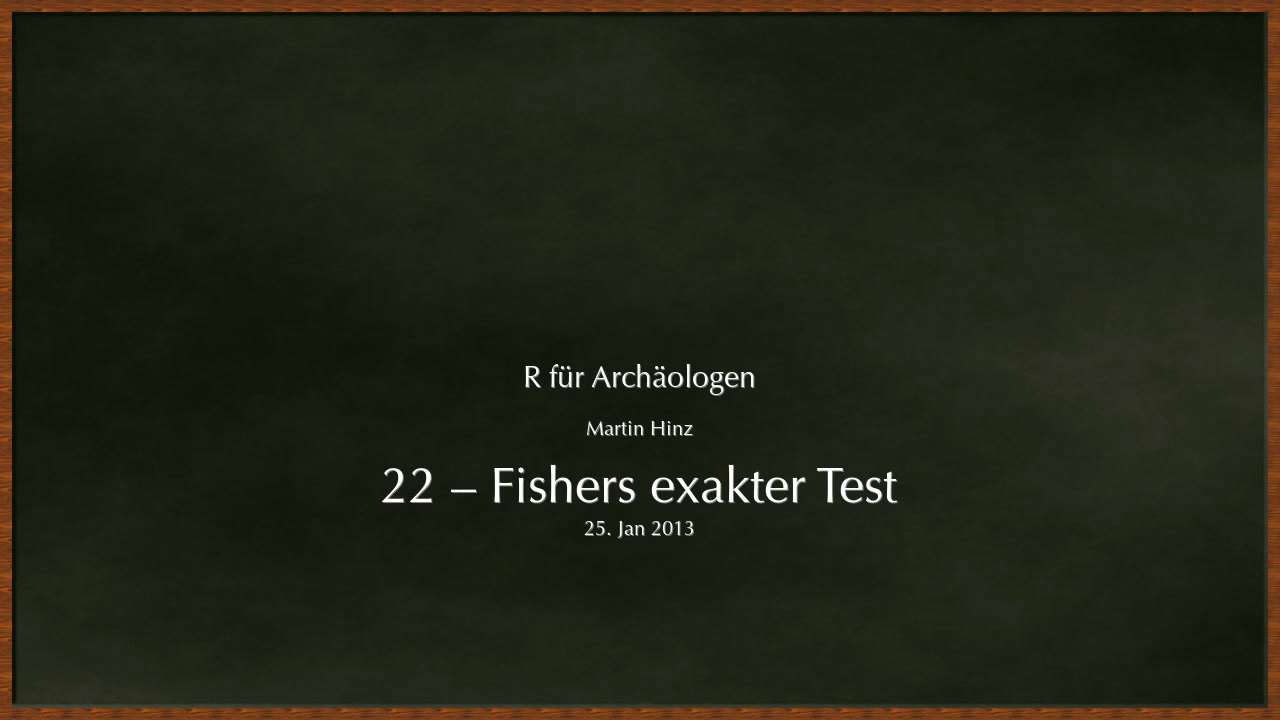 R für Archäologen
Martin Hinz
22 – Fishers exakter Test
25. Jan 2013